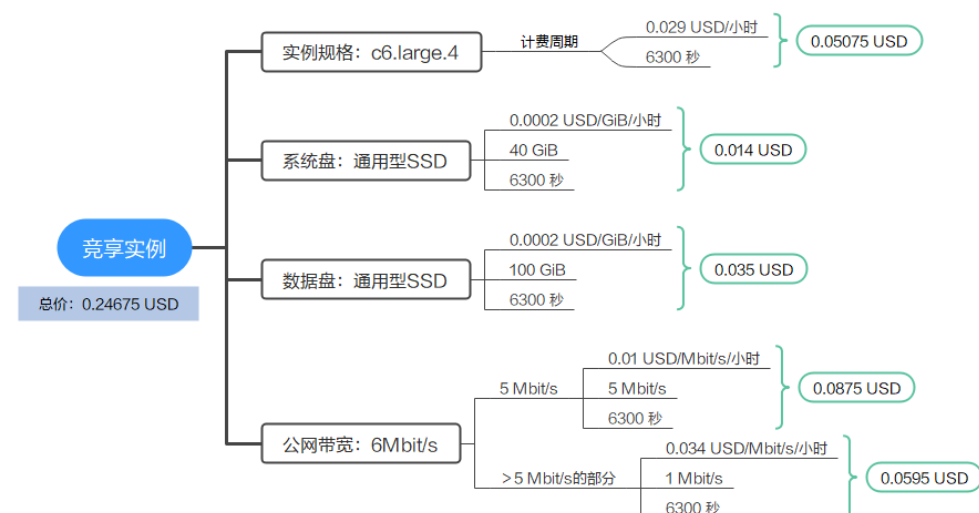 竞享实例
总价：0.24675 USD
实例规格：c6.large.4
计费周期
0.029 USD/小时
6300 秒
0.05075 USD
系统盘：通用型SSD
0.0002 USD/GiB/小时
40 GiB
6300 秒
0.014 USD
数据盘：通用型SSD
0.0002 USD/GiB/小时
100 GiB
6300 秒
0.035 USD
公网带宽：6Mbit/s
5 Mbit/s
0.01 USD/Mbit/s/小时
5 Mbit/s
6300 秒
0.0875 USD
>5 Mbit/s的部分
0.034 USD/Mbit/s/小时
1 Mbit/s
6300 秒
0.0595 USD